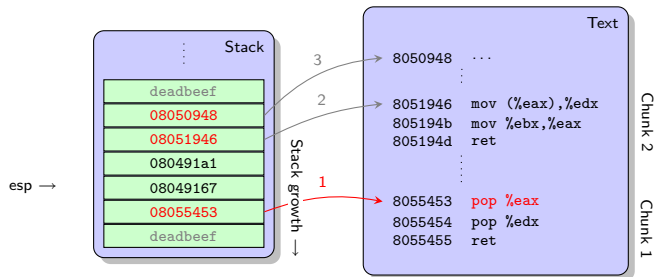 Stack
deadbeef
08050948
08051946
080491a1
08049167
08055453
deadbeef
esp →
Stack growth →
3
2
1
Text
8050948 ...
8051946 mov (%eax),%edx
805194b mov %ebx,%eax
805194d ret
8055453 pop %eax
8055454 pop %edx
8055455 ret
Chunk 2
Chunk 1